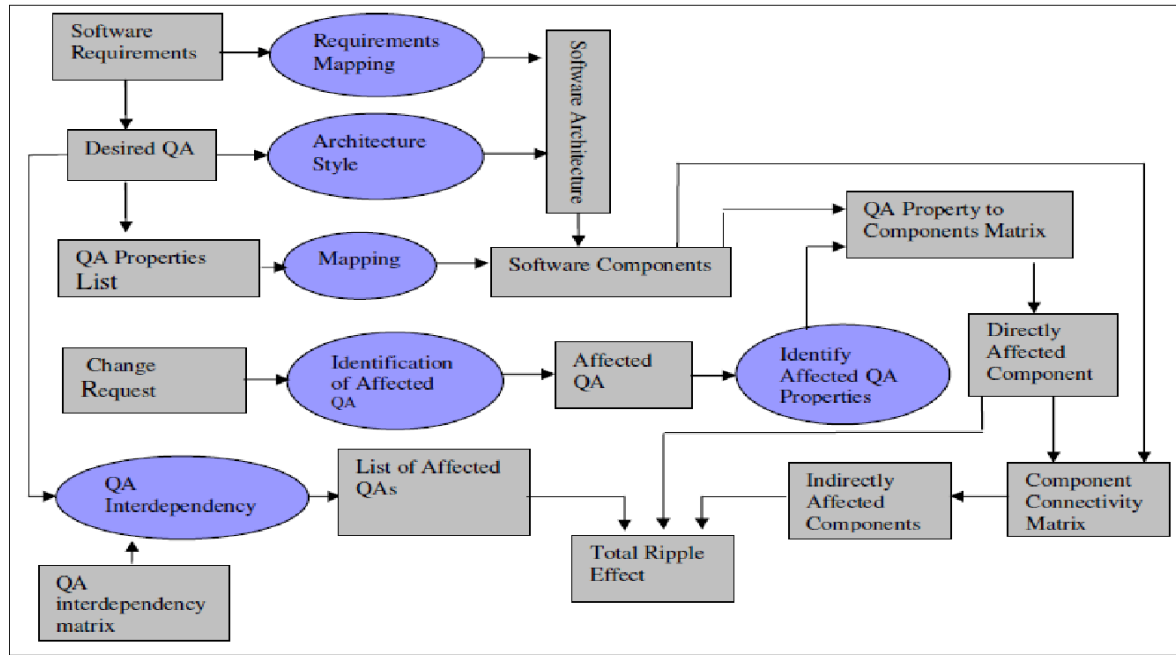 Software
Requirements
Requirements
Mapping
Software Architecture
Desired QA
Architecture
Style
QA Property to
Components Matrix
QA Properties
List
Mapping
Software Components
Change
Request
Identification
of Affected
QA
Affected
QA
Identify
Affected QA
Properties
Directly
Affected
Component
QA
Interdependency
List of Affected
QAs
Indirectly
Affected
Components
Component
Connectivity
Matrix
Total Ripple
Effect
QA
interdependency
matrix